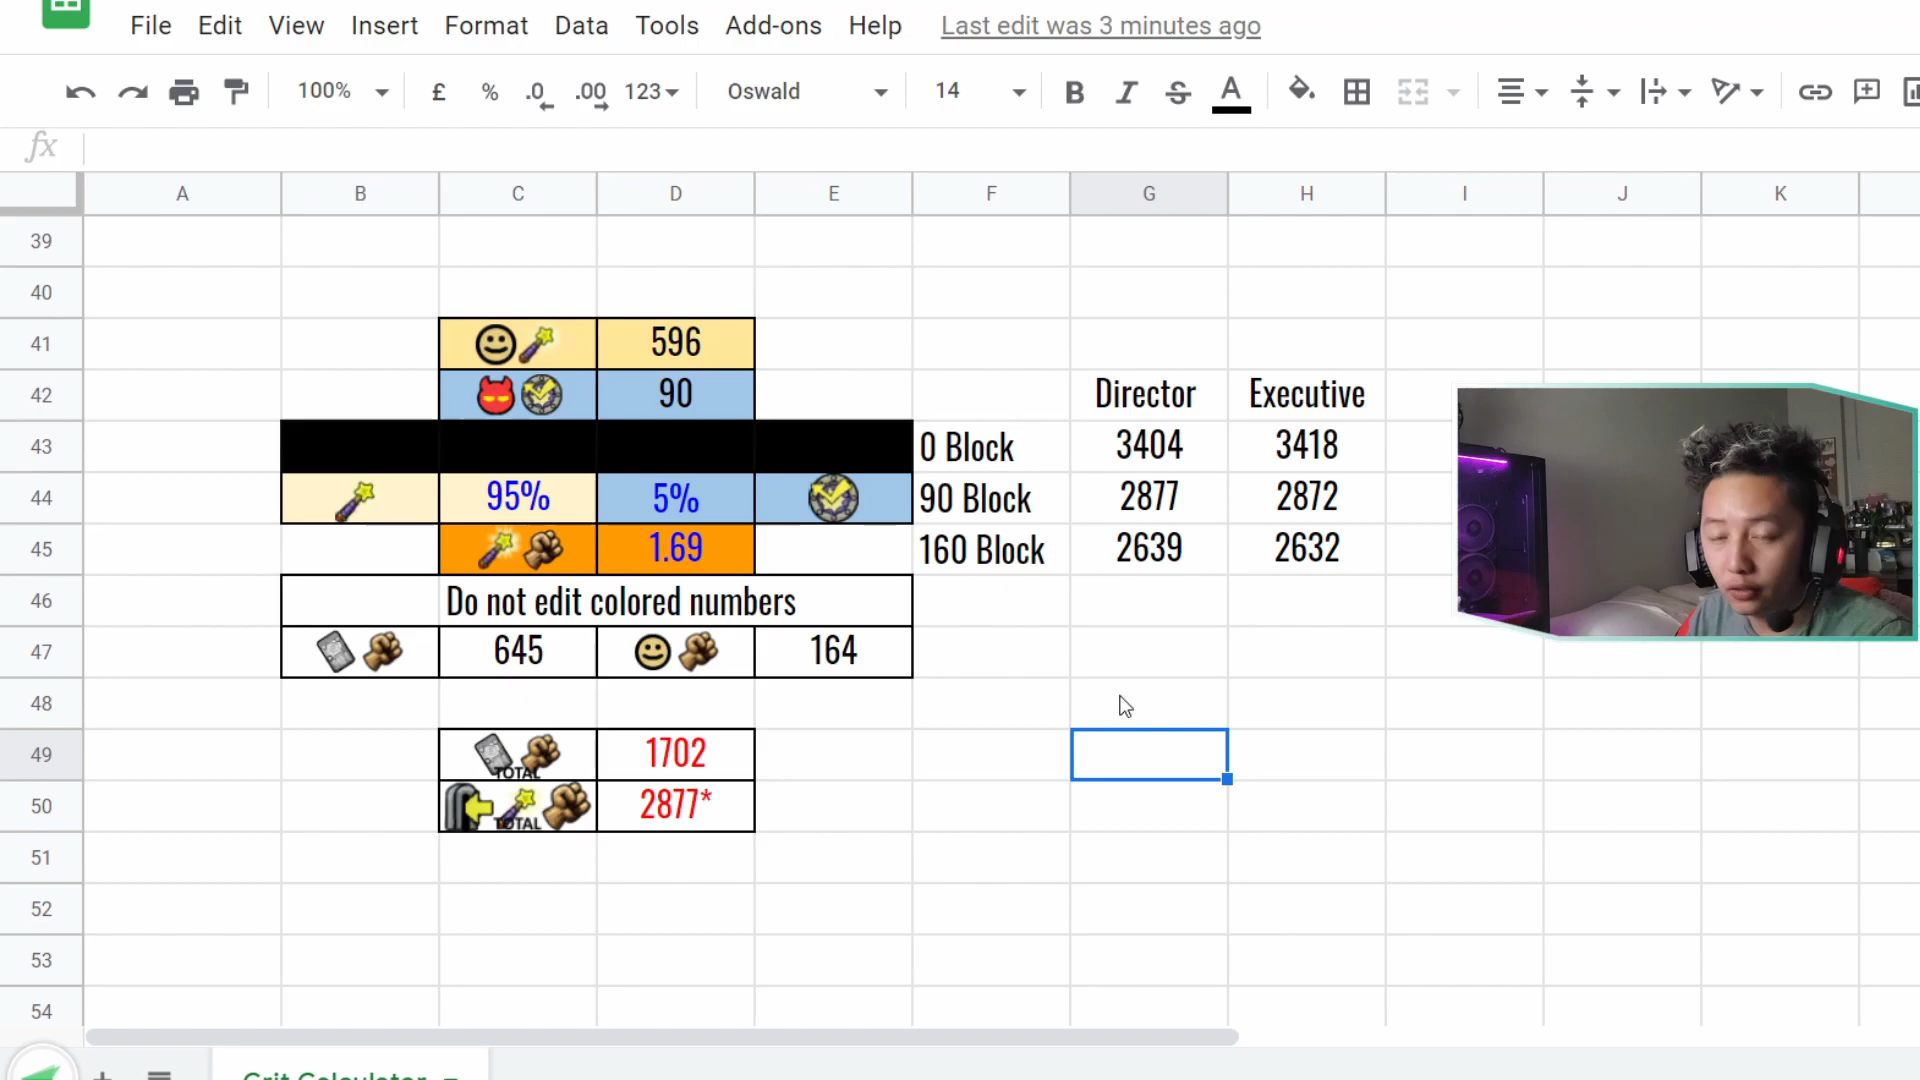 File Edit View Insert Format Data Tools Add-ons Help Last edit was 3 minutes ago
100% £ % .0 .00 123 Oswald 14 B I S A
fx
A B C D E F G H I J K
39
40
41 596
42 90 Director Executive
43 0 Block 3404 3418
44 95% 5% 90 Block 2877 2872
45 1.69 160 Block 2639 2632
46 Do not edit colored numbers
47 645 164
48
49 TOTAL 1702
50 TOTAL 2877*
51
52
53
54
Crit Calculator